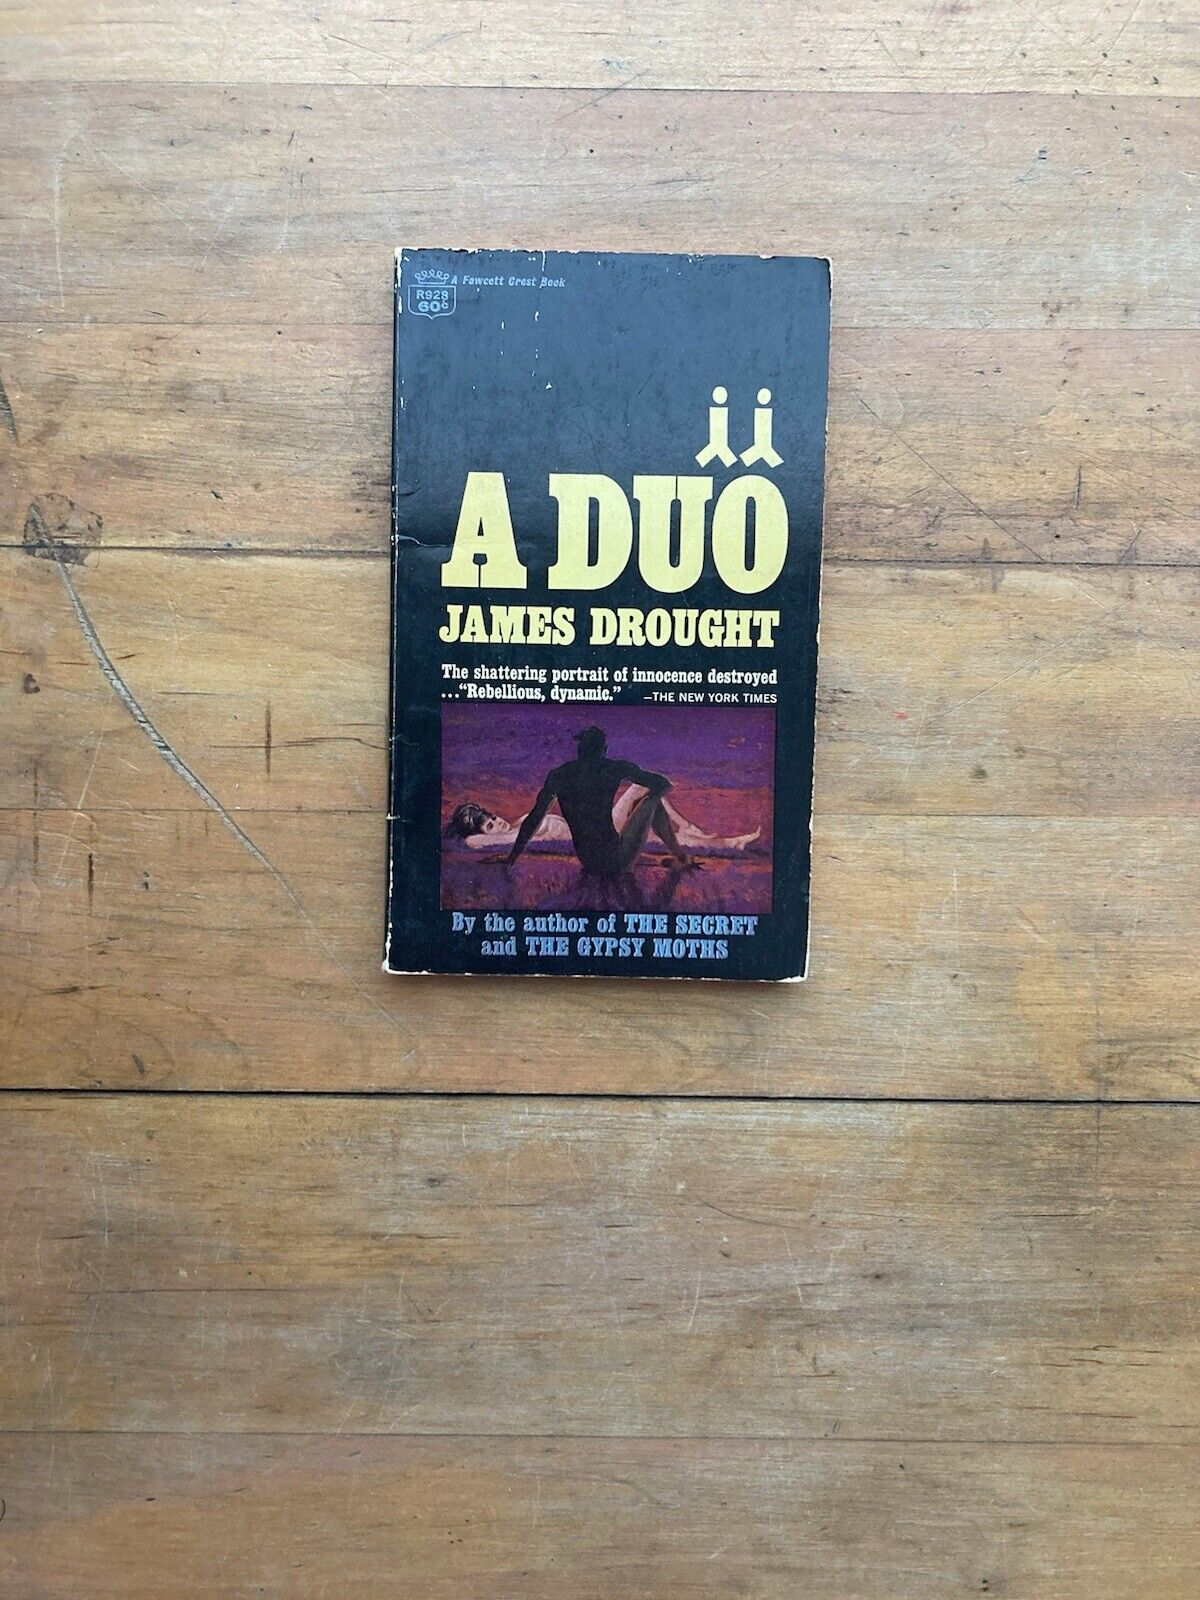 A Fawcett Crest Book
R928
60¢
A DUO
JAMES DROUGHT
The shattering portrait of innocence destroyed
..."Rebellious, dynamic." —THE NEW YORK TIMES
By the author of THE SECRET
and THE GYPSY MOTHS